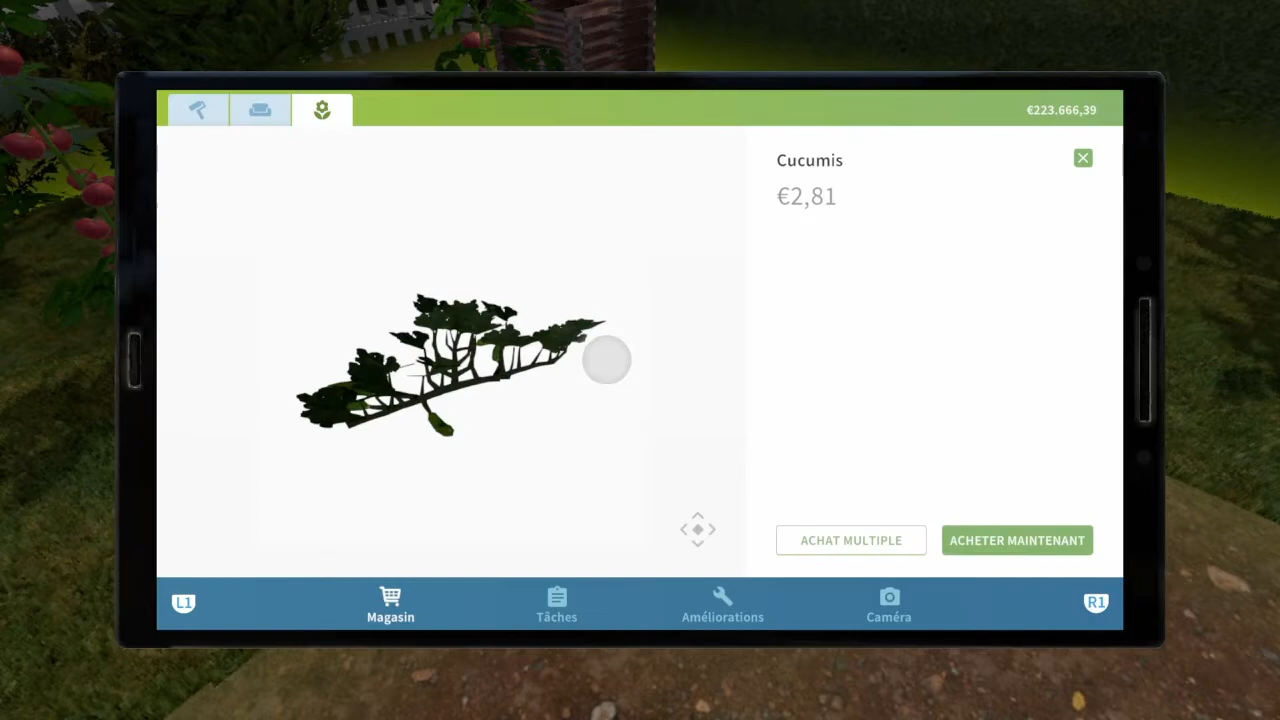 €223.666,39
Cucumis
€2,81
ACHAT MULTIPLE
ACHETER MAINTENANT
L1
Magasin
Tâches
Améliorations
Caméra
R1